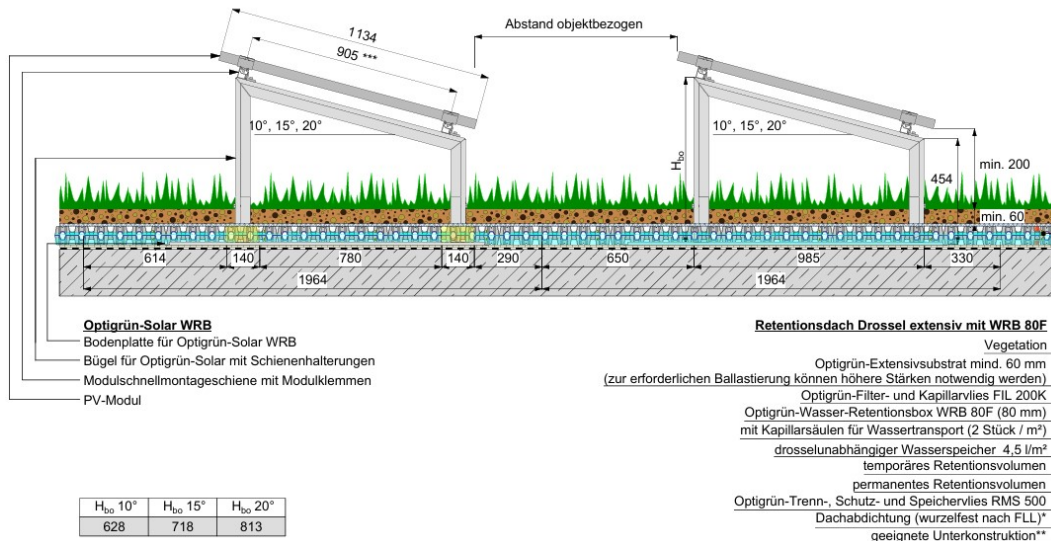 1134
905 ***
Abstand objektbezogen
10°, 15°, 20°
10°, 15°, 20°
Hbo
min. 200
454
min. 60
614
140
780
140
290
650
985
330
1964
1964
Optigrün-Solar WRB
Bodenplatte für Optigrün-Solar WRB
Bügel für Optigrün-Solar mit Schienenhalterungen
Modulschnellmontageschiene mit Modulklemmen
PV-Modul
Retentionsdach Drossel extensiv mit WRB 80F
Vegetation
Optigrün-Extensivsubstrat mind. 60 mm
(zur erforderlichen Ballastierung können höhere Stärken notwendig werden)
Optigrün-Filter- und Kapillarvlies FIL 200K
Optigrün-Wasser-Retentionsbox WRB 80F (80 mm)
mit Kapillarsäulen für Wassertransport (2 Stück / m²)
drosselunabhängiger Wasserspeicher 4,5 l/m²
temporäres Retentionsvolumen
permanentes Retentionsvolumen
Optigrün-Trenn-, Schutz- und Speichervlies RMS 500
Dachabdichtung (wurzelfest nach FLL)*
geeignete Unterkonstruktion**
Hbo 10° Hbo 15° Hbo 20°
628 718 813